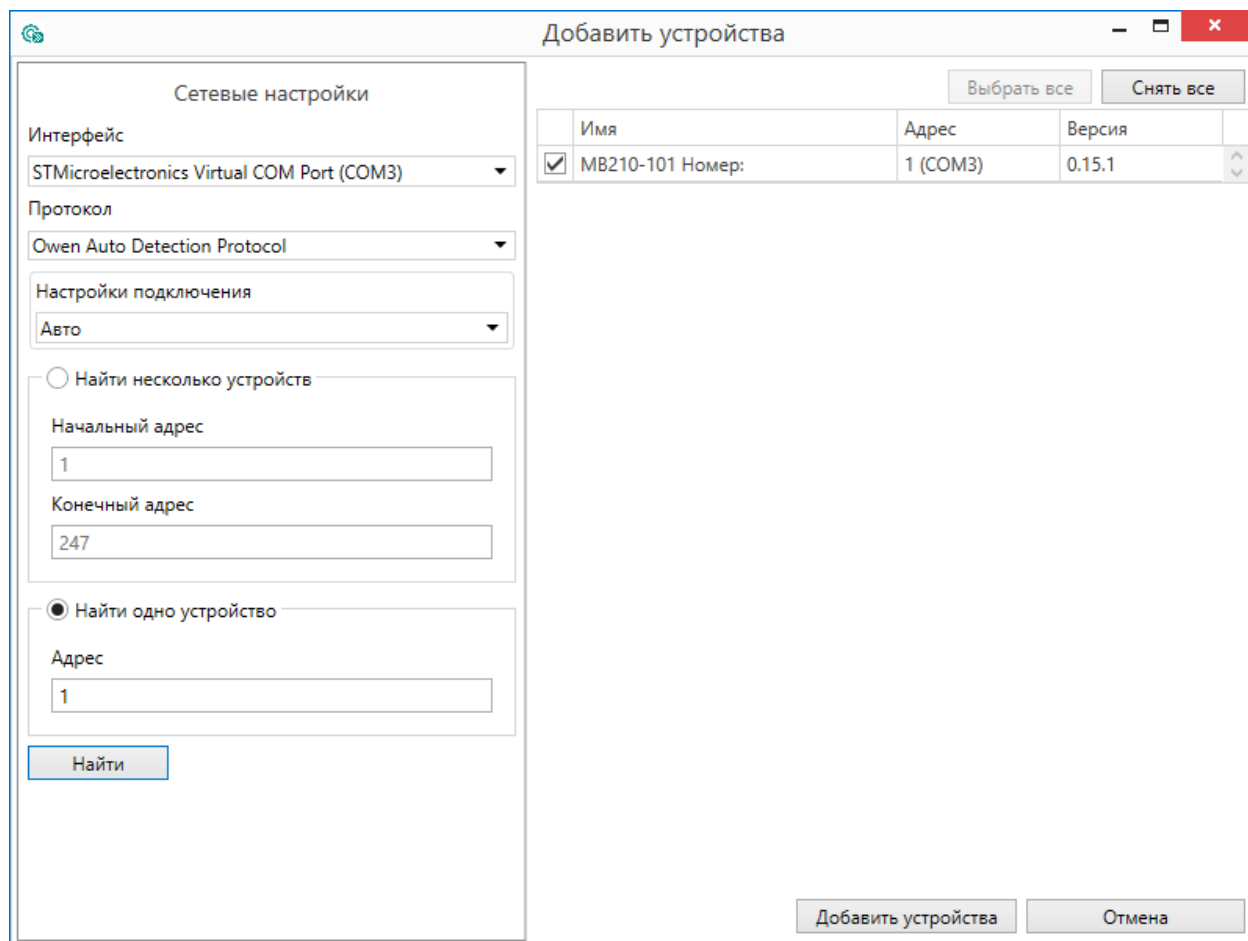 Добавить устройства
Сетевые настройки
Интерфейс
STMicroelectronics Virtual COM Port (COM3)
Протокол
Owen Auto Detection Protocol
Настройки подключения
Авто
Найти несколько устройств
Начальный адрес
1
Конечный адрес
247
Найти одно устройство
Адрес
1
Найти
Выбрать все Снять все
Имя Адрес Версия
МВ210-101 Номер: 1 (COM3) 0.15.1
Добавить устройства Отмена